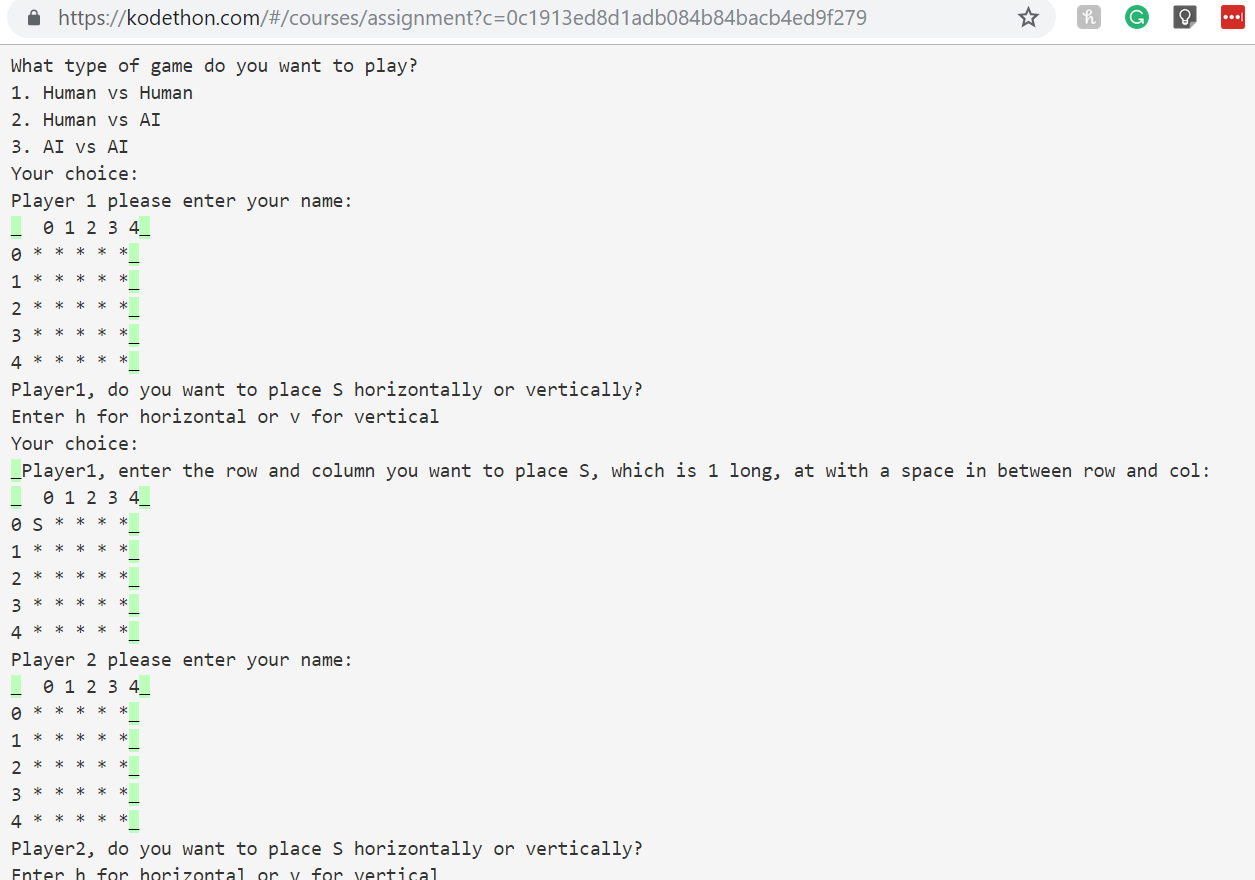 https://kodethon.com/#/courses/assignment?c=0c1913ed8d1adb084b84bacb4ed9f279
What type of game do you want to play?
1. Human vs Human
2. Human vs AI
3. AI vs AI
Your choice:
Player 1 please enter your name:
_  0 1 2 3 4_
0 * * * * *_
1 * * * * *_
2 * * * * *_
3 * * * * *_
4 * * * * *_
Player1, do you want to place S horizontally or vertically?
Enter h for horizontal or v for vertical
Your choice:
_Player1, enter the row and column you want to place S, which is 1 long, at with a space in between row and col:
_  0 1 2 3 4_
0 S * * * *_
1 * * * * *_
2 * * * * *_
3 * * * * *_
4 * * * * *_
Player 2 please enter your name:
_  0 1 2 3 4_
0 * * * * *_
1 * * * * *_
2 * * * * *_
3 * * * * *_
4 * * * * *_
Player2, do you want to place S horizontally or vertically?
Enter h for horizontal or v for vertical